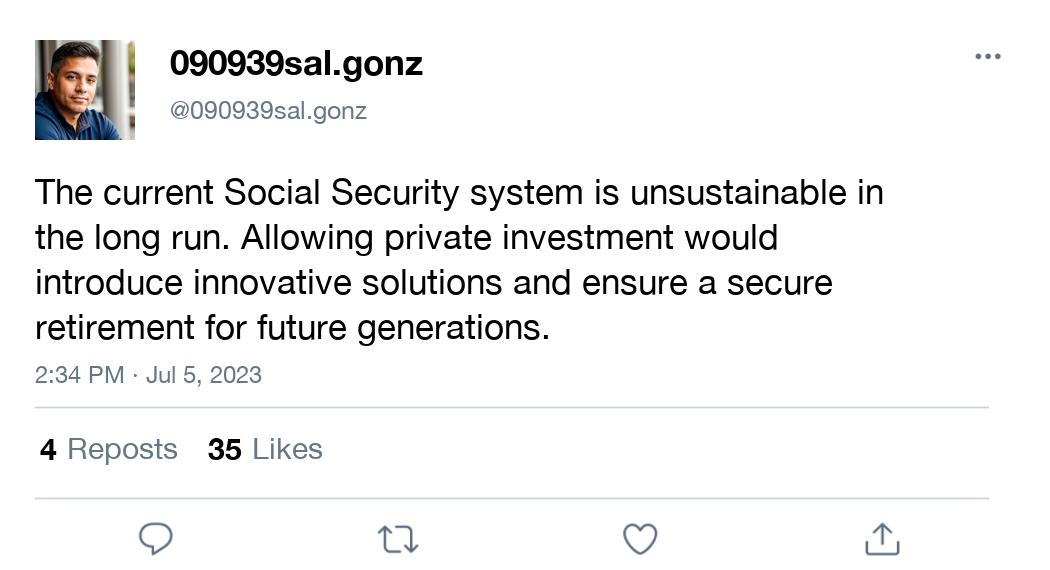 090939sal.gonz
@090939sal.gonz
The current Social Security system is unsustainable in
the long run. Allowing private investment would
introduce innovative solutions and ensure a secure
retirement for future generations.
2:34 PM · Jul 5, 2023
4 Reposts 35 Likes